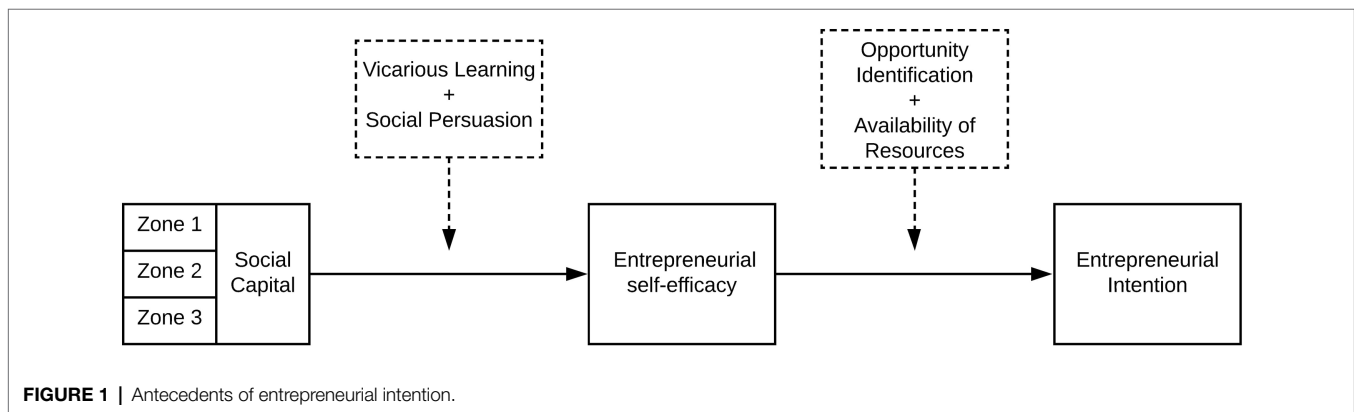 Vicarious Learning
+
Social Persuasion
Opportunity
Identification
+
Availability of
Resources
Zone 1
Zone 2
Zone 3
Social
Capital
Entrepreneurial
self-efficacy
Entrepreneurial
Intention
FIGURE 1 | Antecedents of entrepreneurial intention.